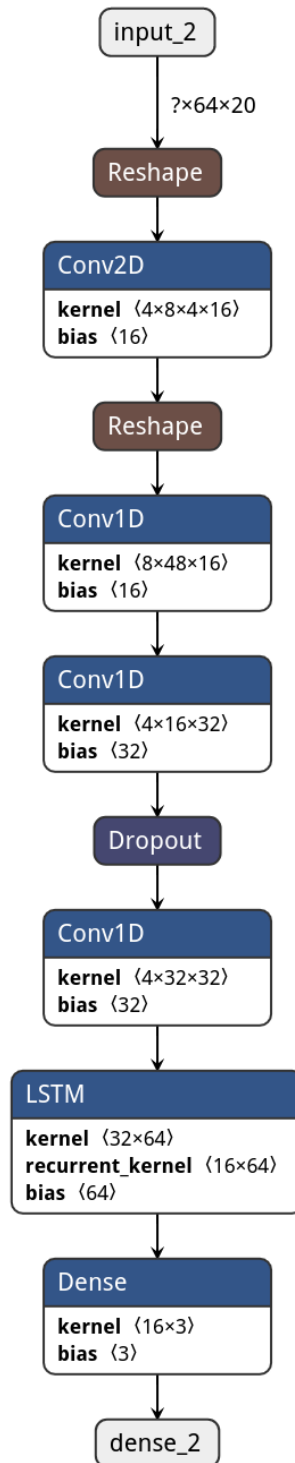 input_2
?×64×20
Reshape
Conv2D
kernel ⟨4×8×4×16⟩
bias ⟨16⟩
Reshape
Conv1D
kernel ⟨8×48×16⟩
bias ⟨16⟩
Conv1D
kernel ⟨4×16×32⟩
bias ⟨32⟩
Dropout
Conv1D
kernel ⟨4×32×32⟩
bias ⟨32⟩
LSTM
kernel ⟨32×64⟩
recurrent_kernel ⟨16×64⟩
bias ⟨64⟩
Dense
kernel ⟨16×3⟩
bias ⟨3⟩
dense_2